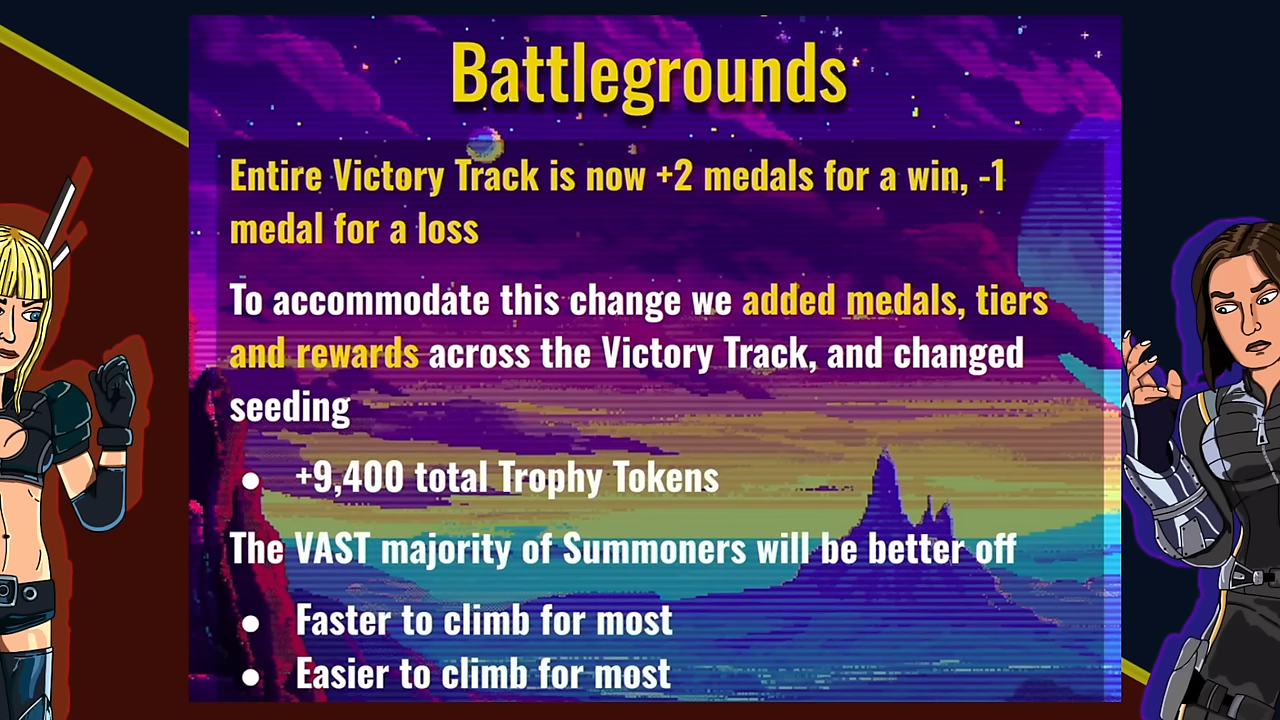 Battlegrounds
Entire Victory Track is now +2 medals for a win, -1
medal for a loss
To accommodate this change we added medals, tiers
and rewards across the Victory Track, and changed
seeding
● +9,400 total Trophy Tokens
The VAST majority of Summoners will be better off
● Faster to climb for most
● Easier to climb for most